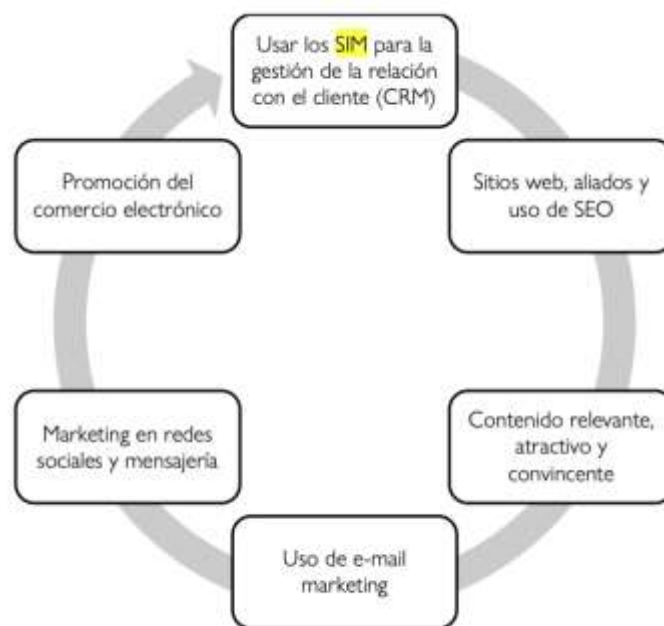 Usar los SIM para la
gestión de la relación
con el cliente (CRM)
Sitios web, aliados y
uso de SEO
Contenido relevante,
atractivo y
convincente
Uso de e-mail
marketing
Marketing en redes
sociales y mensajería
Promoción del
comercio electrónico